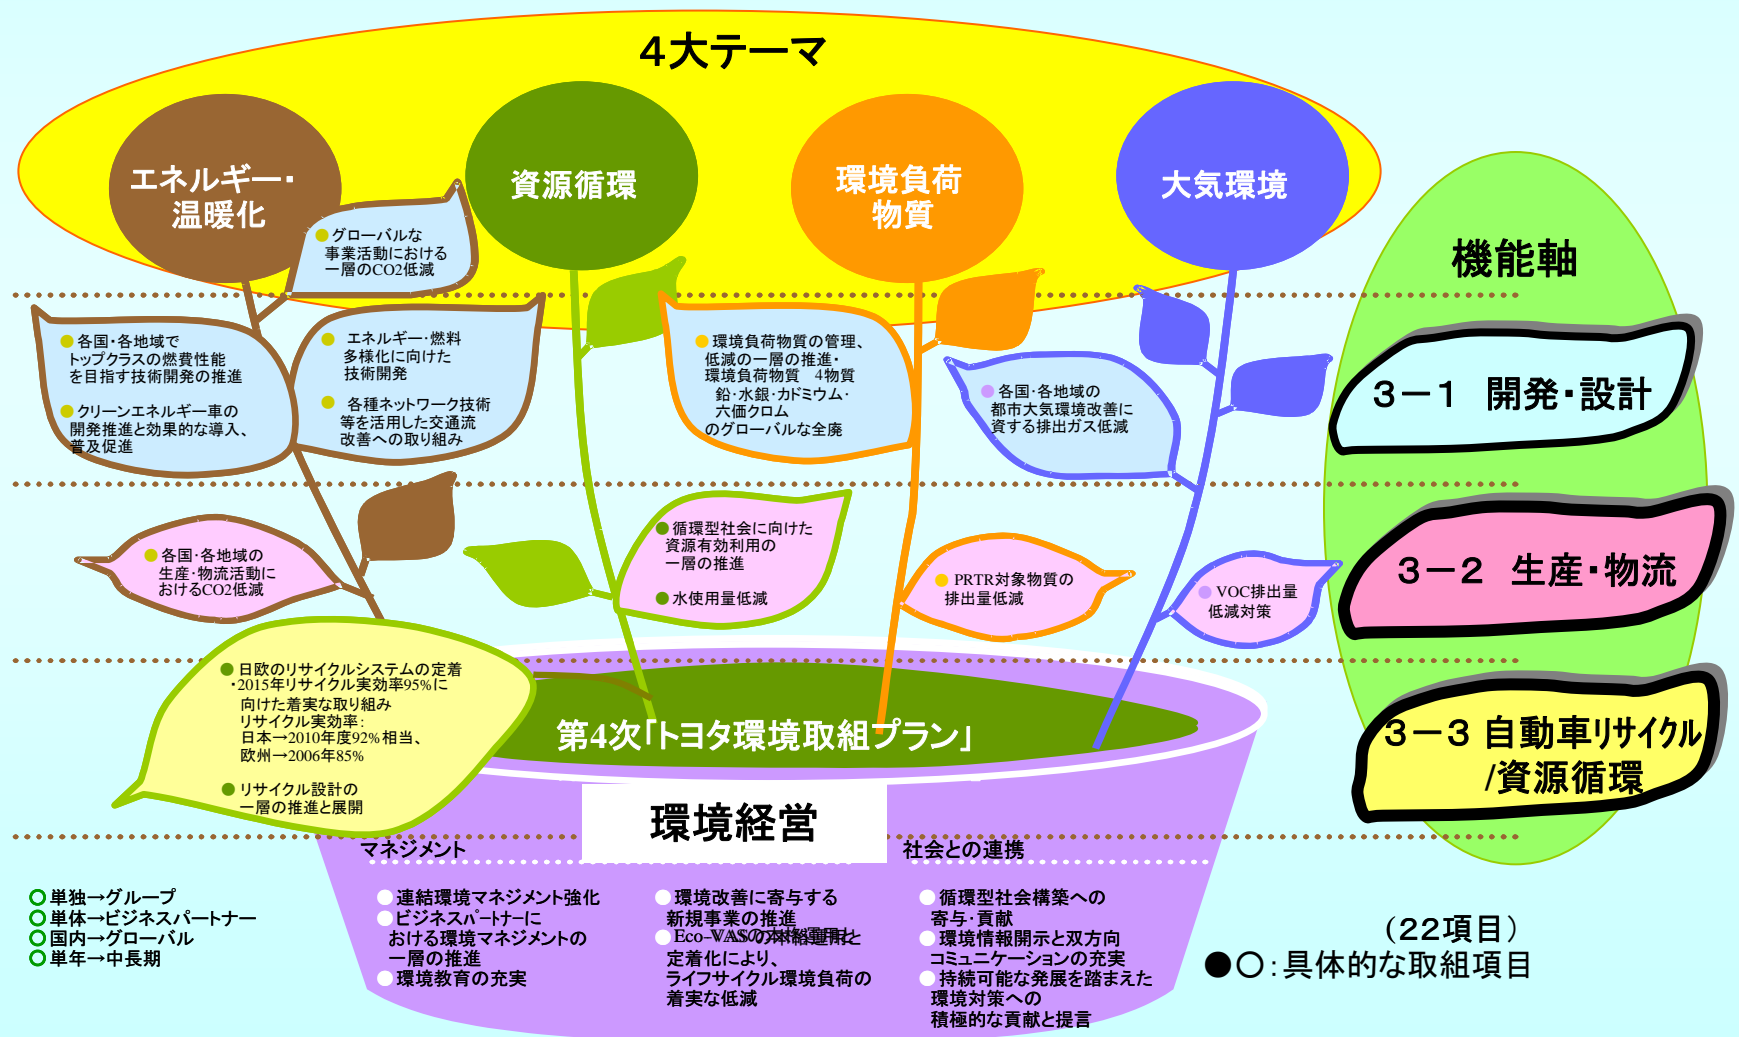 ４大テーマ
エネルギー・
温暖化
資源循環
環境負荷
物質
大気環境
機能軸
●グローバルな
事業活動における
一層のCO2低減
●各国・各地域で
トップクラスの燃費性能
を目指す技術開発の推進
●クリーンエネルギー車の
開発推進と効果的な導入、
普及促進
●エネルギー・燃料
多様化に向けた
技術開発
●各種ネットワーク技術
等を活用した交通流
改善への取り組み
●環境負荷物質の管理、
低減の一層の推進・
環境負荷物質　4物質
鉛・水銀・カドミウム・
六価クロム
のグローバルな全廃
●各国・各地域の
都市大気環境改善に
資する排出ガス低減
３－１　開発・設計
●各国・各地域の
生産・物流活動に
おけるCO2低減
●循環型社会に向けた
資源有効利用の
一層の推進
●水使用量低減
●PRTR対象物質の
排出量低減
●VOC排出量
低減対策
３－２　生産・物流
●日欧のリサイクルシステムの定着
・2015年リサイクル実効率95%に
向けた着実な取り組み
リサイクル実効率：
日本→2010年度92%相当、
欧州→2006年85%
●リサイクル設計の
一層の推進と展開
３－３ 自動車リサイクル
/資源循環
第4次「トヨタ環境取組プラン」
環境経営
マネジメント
社会との連携
○単独→グループ
○単体→ビジネスパートナー
○国内→グローバル
○単年→中長期
●連結環境マネジメント強化
●ビジネスパートナーに
おける環境マネジメントの
一層の推進
●環境教育の充実
●環境改善に寄与する
新規事業の推進
●Eco-VASの本格運用と
定着化により、
ライフサイクル環境負荷の
着実な低減
●循環型社会構築への
寄与・貢献
●環境情報開示と双方向
コミュニケーションの充実
●持続可能な発展を踏まえた
環境対策への
積極的な貢献と提言
（２２項目）
●○：具体的な取組項目